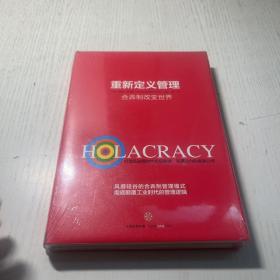 重新定义管理
合弄制改变世界
HOLACRACY
风靡硅谷的合弄制管理模式
彻底颠覆工业时代的管理逻辑